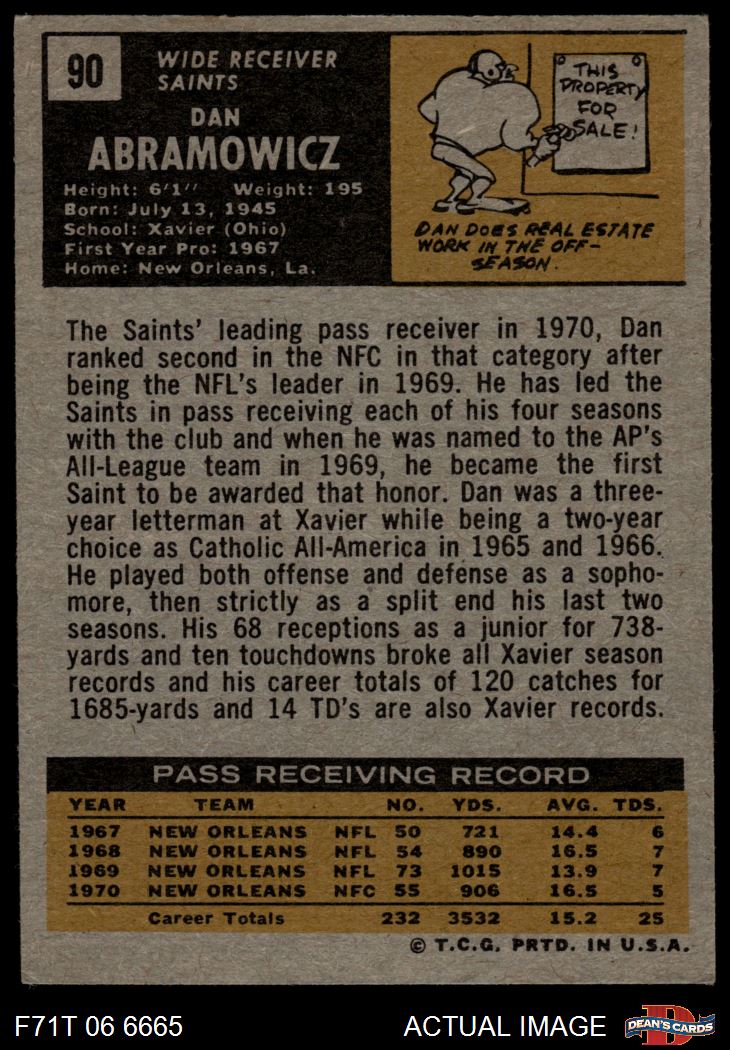 90
WIDE RECEIVER
SAINTS
DAN
ABRAMOWICZ
Height: 6'1" Weight: 195
Born: July 13, 1945
School: Xavier (Ohio)
First Year Pro: 1967
Home: New Orleans, La.
THIS
PROPERTY
FOR
SALE!
DAN DOES REAL ESTATE
WORK IN THE OFF-
SEASON.
The Saints' leading pass receiver in 1970, Dan
ranked second in the NFC in that category after
being the NFL's leader in 1969. He has led the
Saints in pass receiving each of his four seasons
with the club and when he was named to the AP's
All-League team in 1969, he became the first
Saint to be awarded that honor. Dan was a three-
year letterman at Xavier while being a two-year
choice as Catholic All-America in 1965 and 1966.
He played both offense and defense as a sopho-
more, then strictly as a split end his last two
seasons. His 68 receptions as a junior for 738-
yards and ten touchdowns broke all Xavier season
records and his career totals of 120 catches for
1685-yards and 14 TD's are also Xavier records.
PASS RECEIVING RECORD
YEAR TEAM NO. YDS. AVG. TDS.
1967 NEW ORLEANS NFL 50 721 14.4 6
1968 NEW ORLEANS NFL 54 890 16.5 7
1969 NEW ORLEANS NFL 73 1015 13.9 7
1970 NEW ORLEANS NFC 55 906 16.5 5
Career Totals 232 3532 15.2 25
© T.C.G. PRTD. IN U.S.A.
F71T 06 6665 ACTUAL IMAGE D DEAN'S CARDS